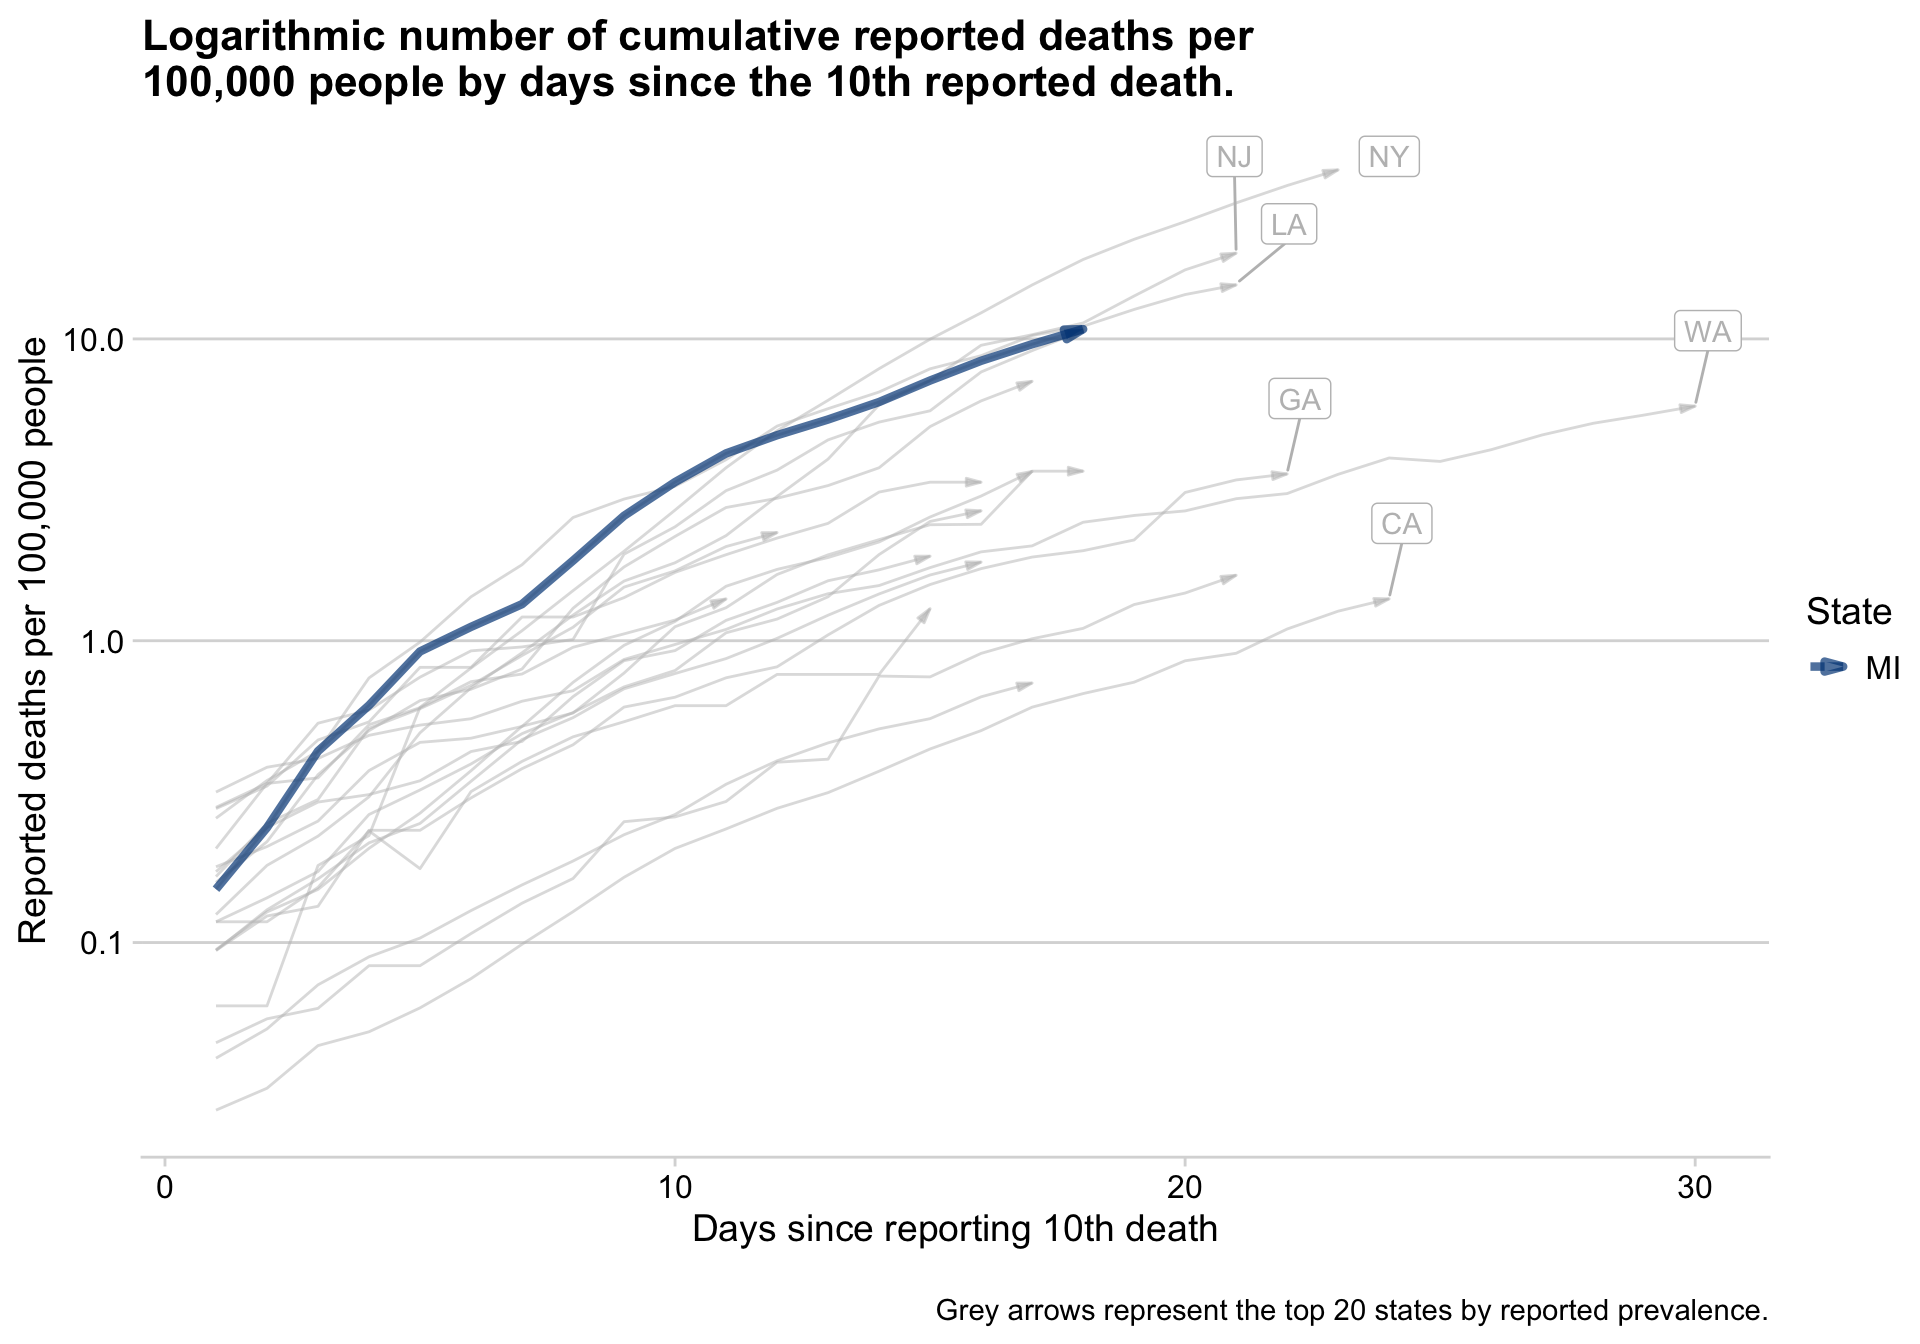 Logarithmic number of cumulative reported deaths per
100,000 people by days since the 10th reported death.
NJ
NY
LA
WA
GA
CA
Reported deaths per 100,000 people
10.0
1.0
0.1
State
MI
0
10
20
30
Days since reporting 10th death
Grey arrows represent the top 20 states by reported prevalence.